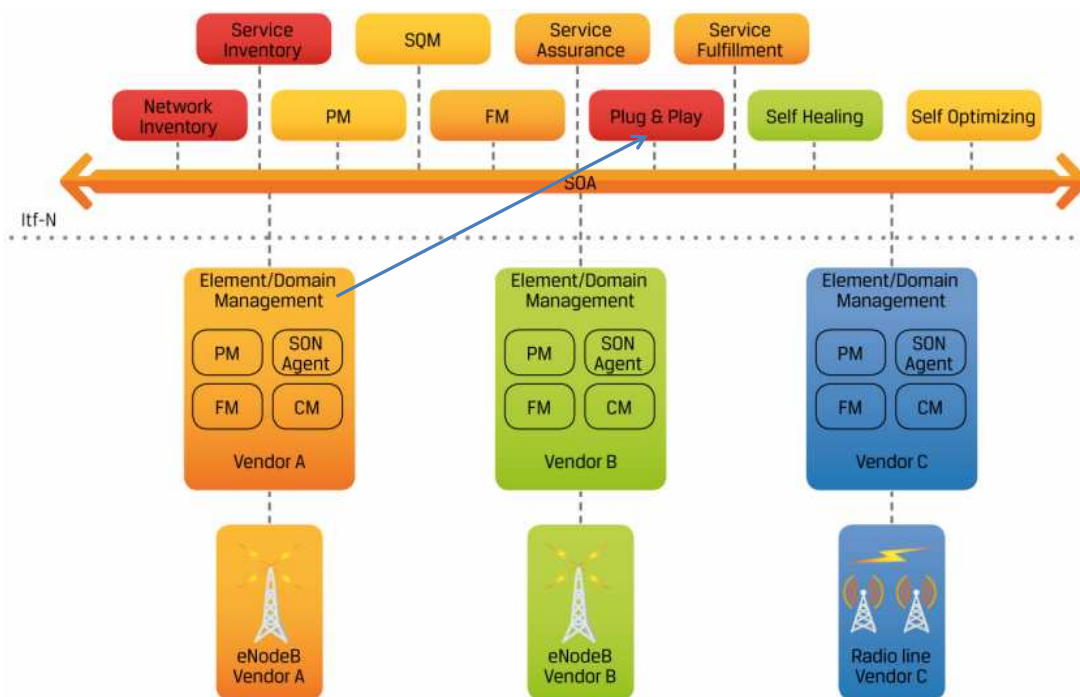 Service
Inventory
SQM
Service
Assurance
Service
Fulfillment
Network
Inventory
PM
FM
Plug & Play
Self Healing
Self Optimizing
SOA
Itf-N
Element/Domain
Management
PM
SON
Agent
FM
CM
Vendor A
Element/Domain
Management
PM
SON
Agent
FM
CM
Vendor B
Element/Domain
Management
PM
SON
Agent
FM
CM
Vendor C
eNodeB
Vendor A
eNodeB
Vendor B
Radio line
Vendor C